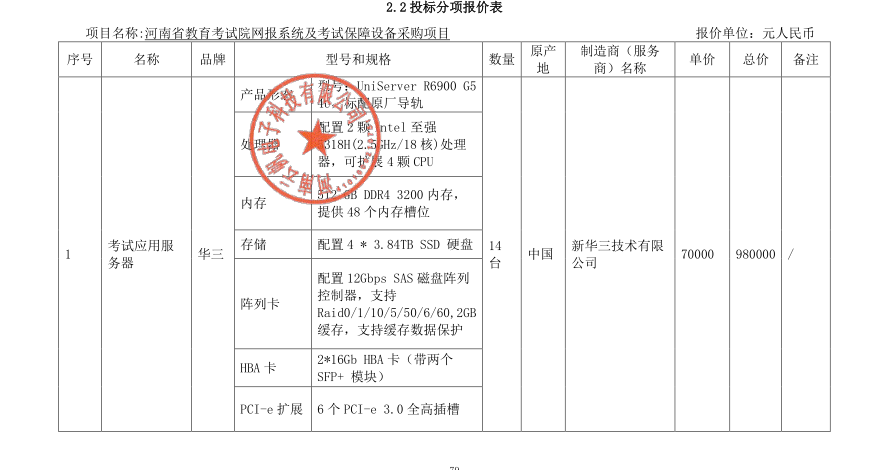 2.2投标分项报价表
项目名称:河南省教育考试院网报系统及考试保障设备采购项目 报价单位：元人民币
序号 名称 品牌 型号和规格 数量 原产地 制造商（服务商）名称 单价 总价 备注
1 考试应用服务器 华三
产品形态 型号：UniServer R6900 G5
标配原厂导轨
处理器 配置 2 颗 Intel 至强
5318H(2.5GHz/18 核)处理
器，可扩展 4 颗 CPU
内存 512 GB DDR4 3200 内存，
提供 48 个内存槽位
存储 配置 4 * 3.84TB SSD 硬盘
阵列卡 配置 12Gbps SAS 磁盘阵列
控制器，支持
Raid0/1/10/5/50/6/60,2GB
缓存，支持缓存数据保护
HBA 卡 2*16Gb HBA 卡（带两个
SFP+ 模块）
PCI-e 扩展 6 个 PCI-e 3.0 全高插槽
14台 中国 新华三技术有限公司 70000 980000 /